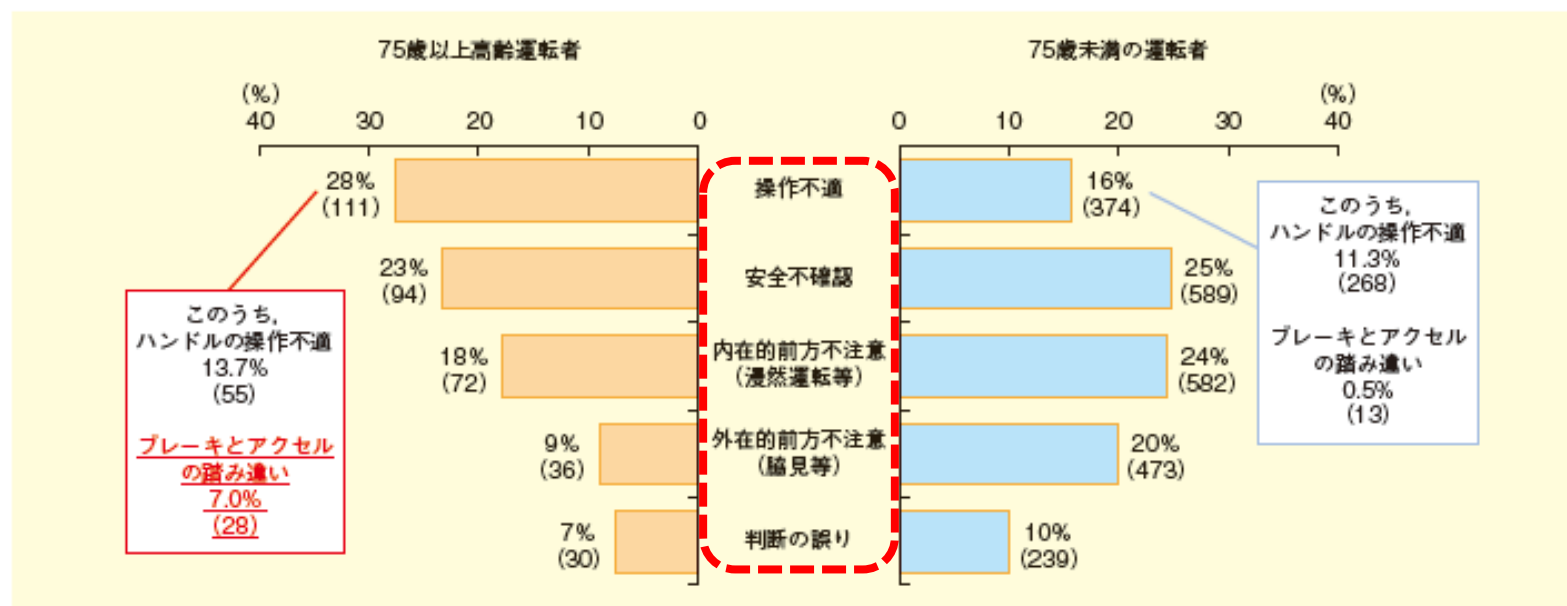 75歳以上高齢運転者
75歳未満の運転者
(%)
40 30 20 10 0
(%)
0 10 20 30 40
28%
(111)
操作不適
16%
(374)
23%
(94)
安全不確認
25%
(589)
18%
(72)
内在的前方不注意
(漫然運転等)
24%
(582)
9%
(36)
外在的前方不注意
(脇見等)
20%
(473)
7%
(30)
判断の誤り
10%
(239)
このうち,
ハンドルの操作不適
13.7%
(55)
ブレーキとアクセル
の踏み違い
7.0%
(28)
このうち,
ハンドルの操作不適
11.3%
(268)
ブレーキとアクセル
の踏み違い
0.5%
(13)